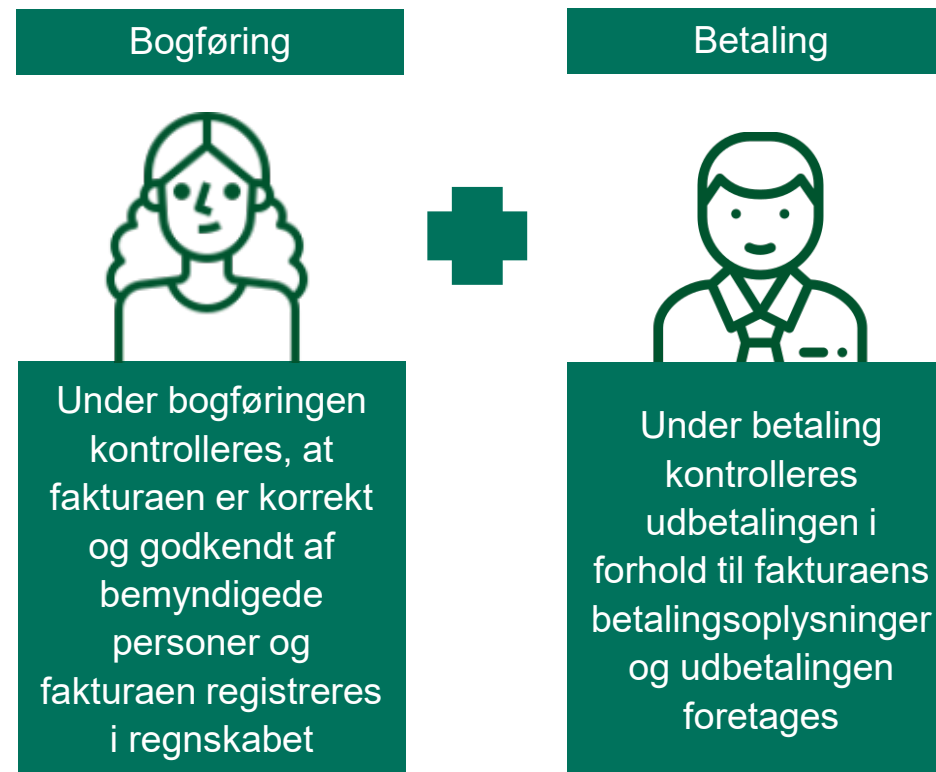 Bogføring
Under bogføringen
kontrolleres, at
fakturaen er korrekt
og godkendt af
bemyndigede
personer og
fakturaen registreres
i regnskabet
Betaling
Under betaling
kontrolleres
udbetalingen i
forhold til fakturaens
betalingsoplysninger
og udbetalingen
foretages